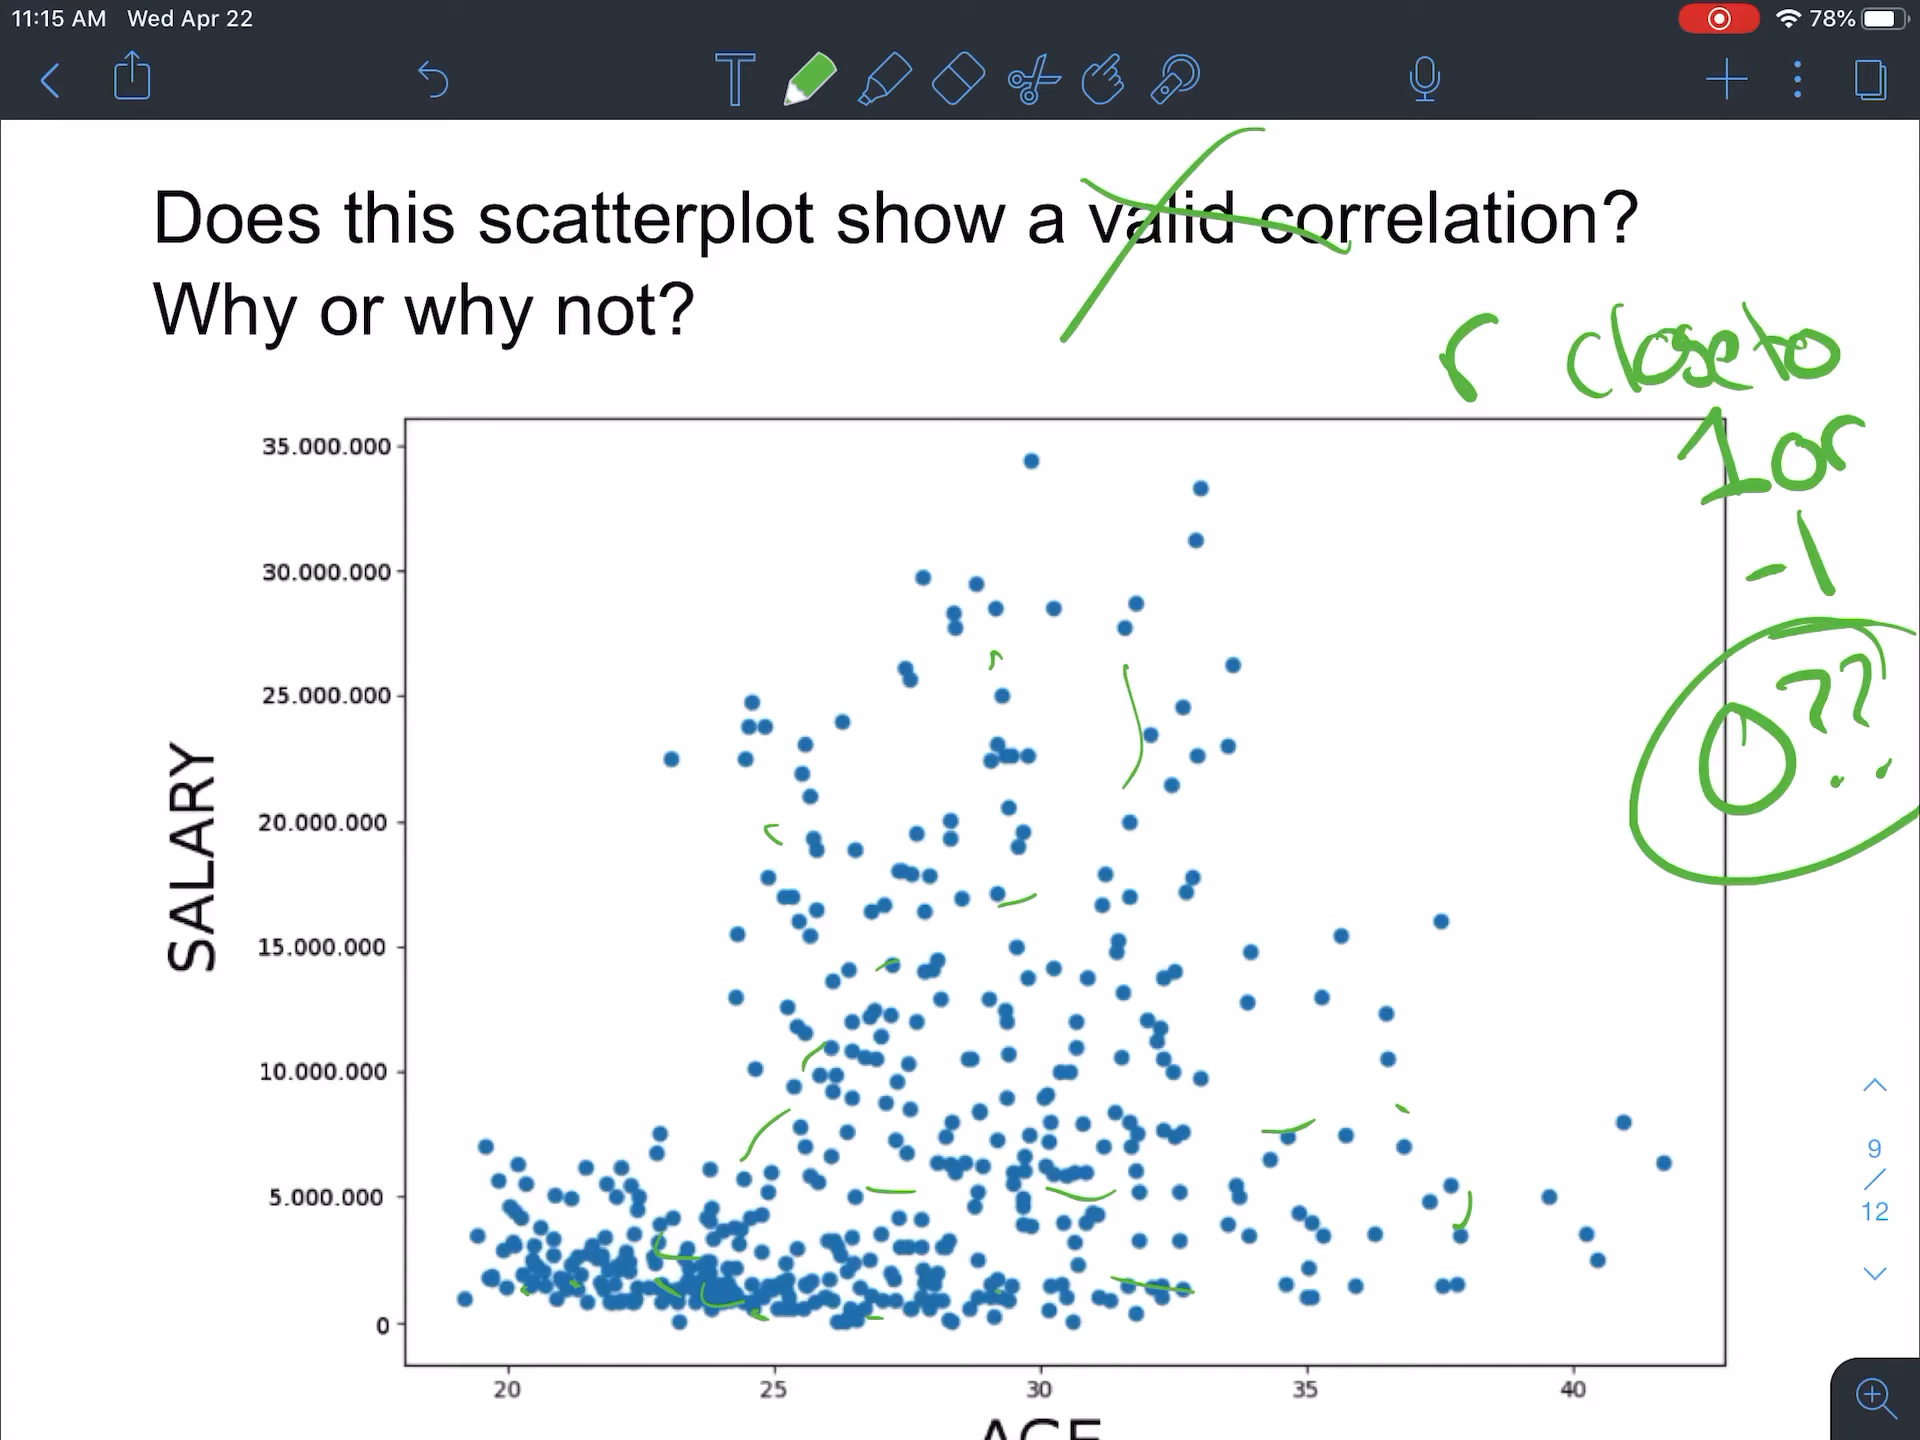 11:15 AM Wed Apr 22
78%
T
Does this scatterplot show a valid correlation?
Why or why not?
r close to
1 or
-1
0??
35.000.000
30.000.000
25.000.000
20.000.000
15.000.000
10.000.000
5.000.000
0
SALARY
20 25 30 35 40
AGE
9
/
12